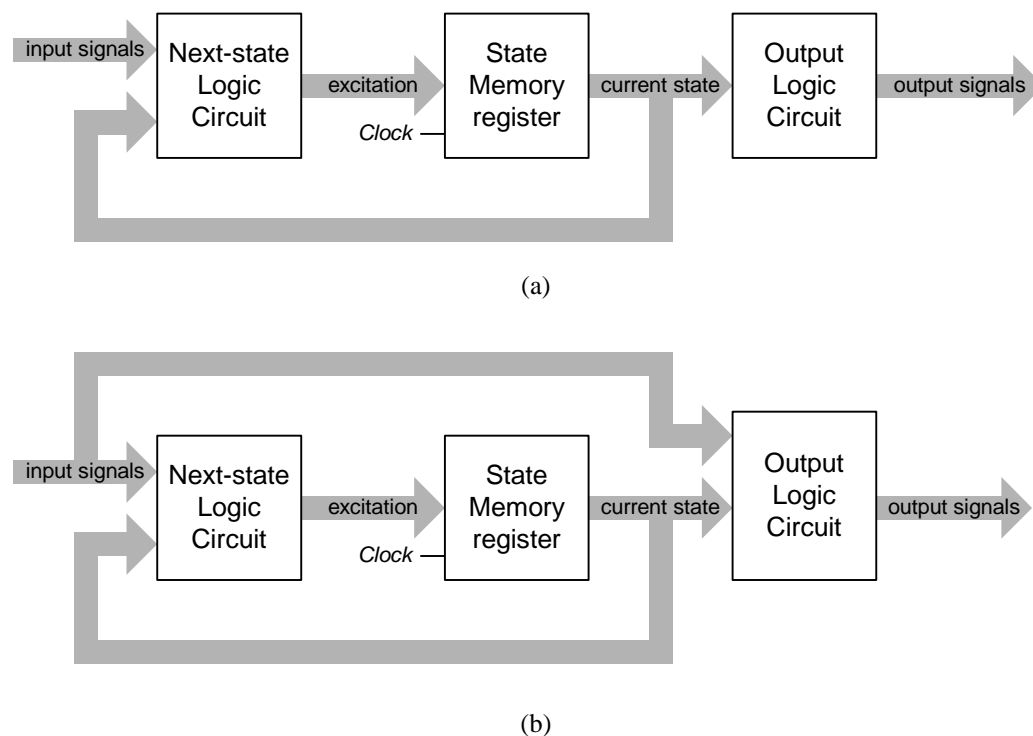 input signals
Next-state
Logic
Circuit
excitation
State
Memory
register
Clock
current state
Output
Logic
Circuit
output signals
(a)
input signals
Next-state
Logic
Circuit
excitation
State
Memory
register
Clock
current state
Output
Logic
Circuit
output signals
(b)